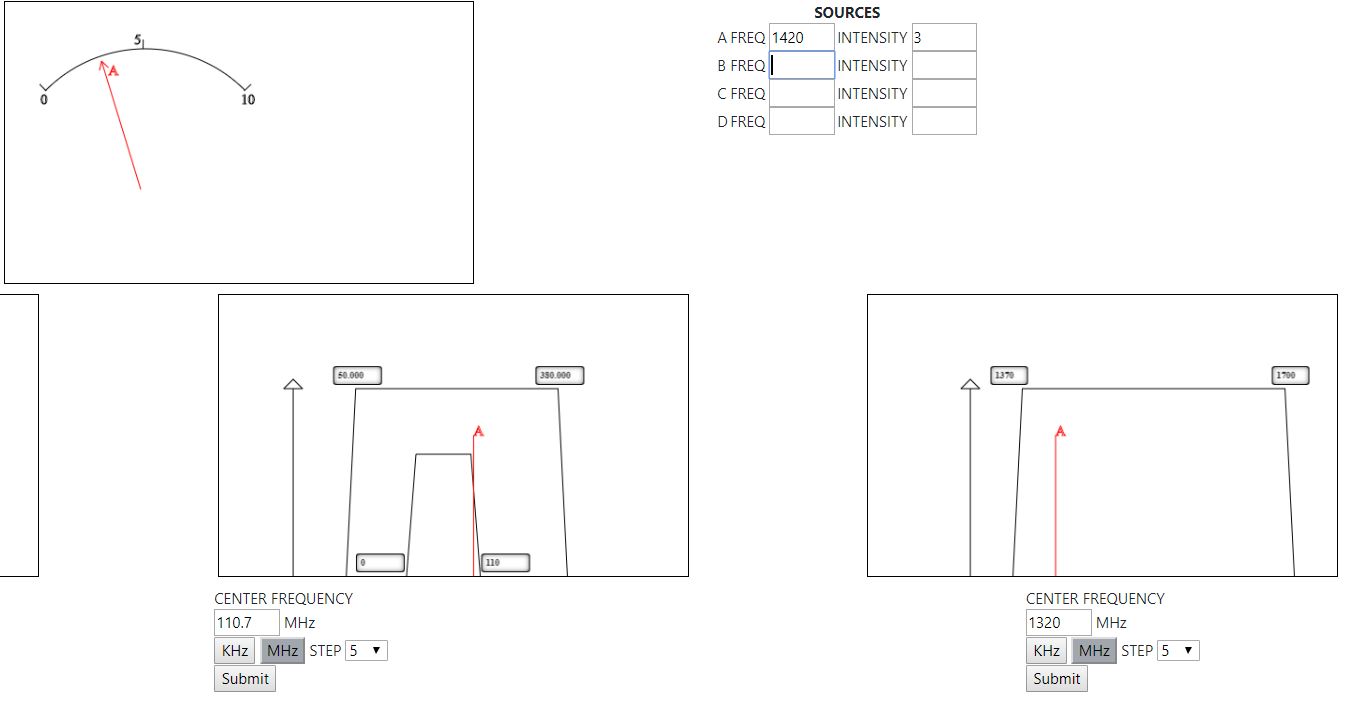 SOURCES
A FREQ 1420 INTENSITY 3
B FREQ INTENSITY
C FREQ INTENSITY
D FREQ INTENSITY
5
A
0 10
50.000 380.000
A
0 110
1370 1700
A
CENTER FREQUENCY
110.7 MHz
KHz MHz STEP 5
Submit
CENTER FREQUENCY
1320 MHz
KHz MHz STEP 5
Submit